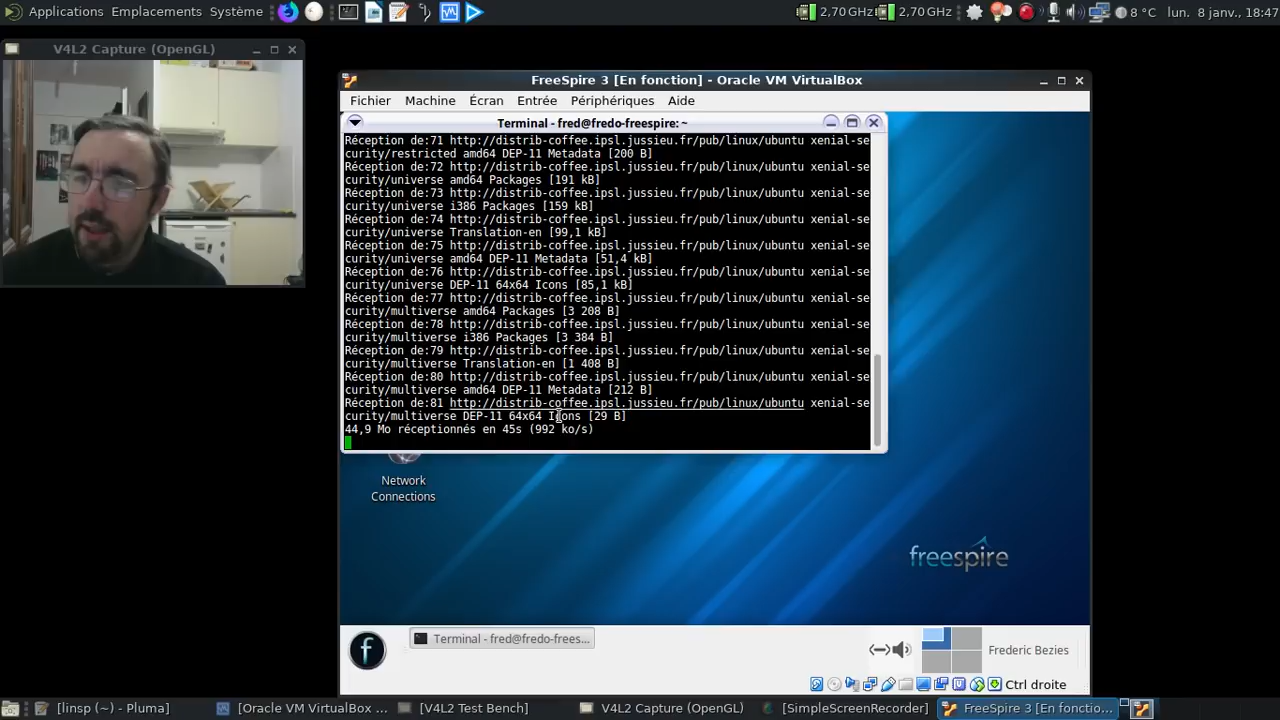 Applications Emplacements Système
2,70 GHz 2,70 GHz 8 °C lun. 8 janv., 18:47
V4L2 Capture (OpenGL)
FreeSpire 3 [En fonction] - Oracle VM VirtualBox
Fichier Machine Écran Entrée Périphériques Aide
Terminal - fred@fredo-freespire: ~
Réception de:71 http://distrib-coffee.ipsl.jussieu.fr/pub/linux/ubuntu xenial-se
curity/restricted amd64 DEP-11 Metadata [200 B]
Réception de:72 http://distrib-coffee.ipsl.jussieu.fr/pub/linux/ubuntu xenial-se
curity/universe amd64 Packages [191 kB]
Réception de:73 http://distrib-coffee.ipsl.jussieu.fr/pub/linux/ubuntu xenial-se
curity/universe i386 Packages [159 kB]
Réception de:74 http://distrib-coffee.ipsl.jussieu.fr/pub/linux/ubuntu xenial-se
curity/universe Translation-en [99,1 kB]
Réception de:75 http://distrib-coffee.ipsl.jussieu.fr/pub/linux/ubuntu xenial-se
curity/universe amd64 DEP-11 Metadata [51,4 kB]
Réception de:76 http://distrib-coffee.ipsl.jussieu.fr/pub/linux/ubuntu xenial-se
curity/universe DEP-11 64x64 Icons [85,1 kB]
Réception de:77 http://distrib-coffee.ipsl.jussieu.fr/pub/linux/ubuntu xenial-se
curity/multiverse amd64 Packages [3 208 B]
Réception de:78 http://distrib-coffee.ipsl.jussieu.fr/pub/linux/ubuntu xenial-se
curity/multiverse i386 Packages [3 384 B]
Réception de:79 http://distrib-coffee.ipsl.jussieu.fr/pub/linux/ubuntu xenial-se
curity/multiverse Translation-en [1 408 B]
Réception de:80 http://distrib-coffee.ipsl.jussieu.fr/pub/linux/ubuntu xenial-se
curity/multiverse amd64 DEP-11 Metadata [212 B]
Réception de:81 http://distrib-coffee.ipsl.jussieu.fr/pub/linux/ubuntu xenial-se
curity/multiverse DEP-11 64x64 Icons [29 B]
44,9 Mo réceptionnés en 45s (992 ko/s)
Network
Connections
freespire
f
Terminal - fred@fredo-frees...
Frederic Bezies
Ctrl droite
[linsp (~) - Pluma]
[Oracle VM VirtualBox ...
[V4L2 Test Bench]
V4L2 Capture (OpenGL)
[SimpleScreenRecorder]
FreeSpire 3 [En fonctio...